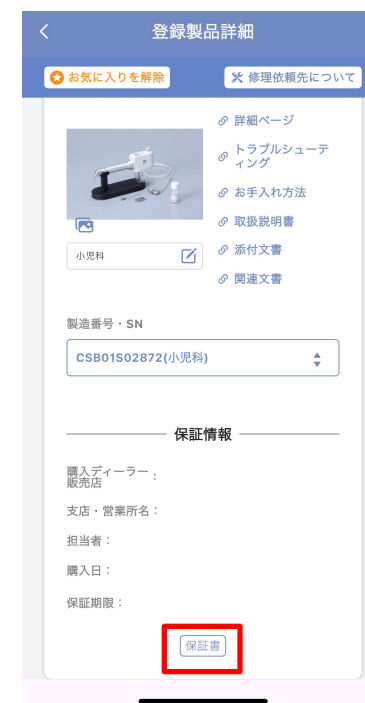 登録製品詳細
お気に入りを解除
修理依頼先について
詳細ページ
トラブルシューテ
ィング
お手入れ方法
取扱説明書
小児科
添付文書
関連文書
製造番号・SN
CSB01S02872(小児科)
保証情報
購入ディーラー
販売店
:
支店・営業所名：
担当者：
購入日：
保証期限：
保証書